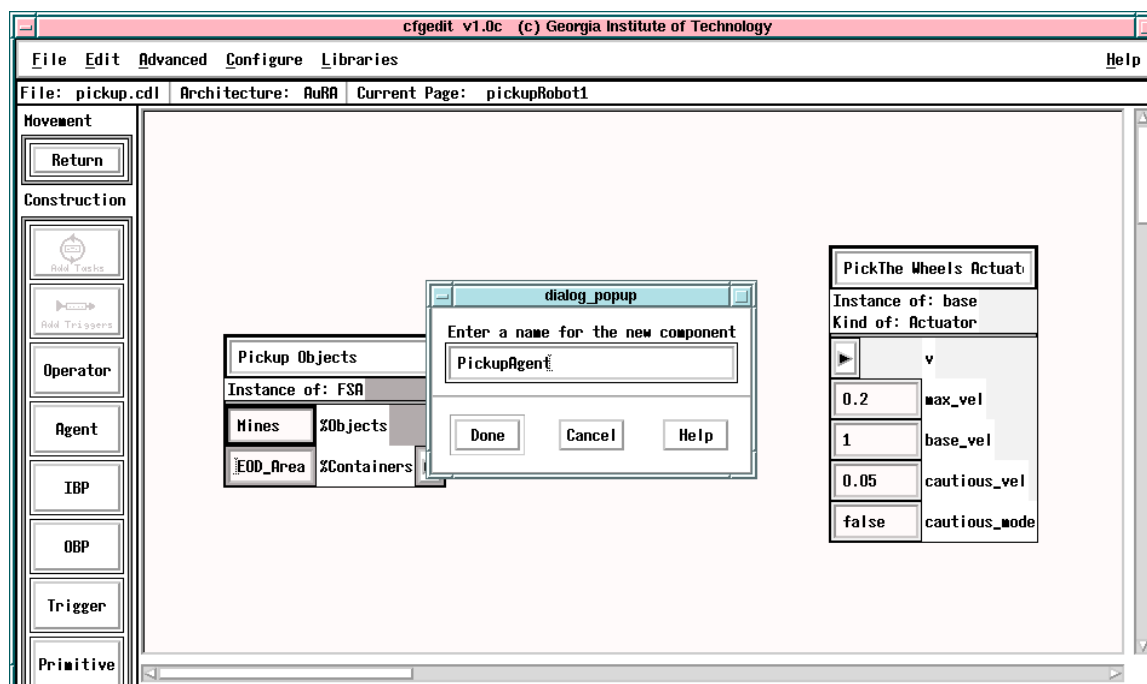 cfgedit v1.0c (c) Georgia Institute of Technology
File Edit Advanced Configure Libraries Help
File: pickup.cdl Architecture: AuRA Current Page: pickupRobot1
Movement
Return
Construction
Add Tasks
Add Triggers
Operator
Agent
IBP
OBP
Trigger
Primitive
Pickup Objects
Instance of: FSA
Mines %Objects
EOD_Area %Containers
dialog_popup
Enter a name for the new component
PickupAgent
Done Cancel Help
PickThe Wheels Actuat
Instance of: base
Kind of: Actuator
v
0.2 max_vel
1 base_vel
0.05 cautious_vel
false cautious_mode